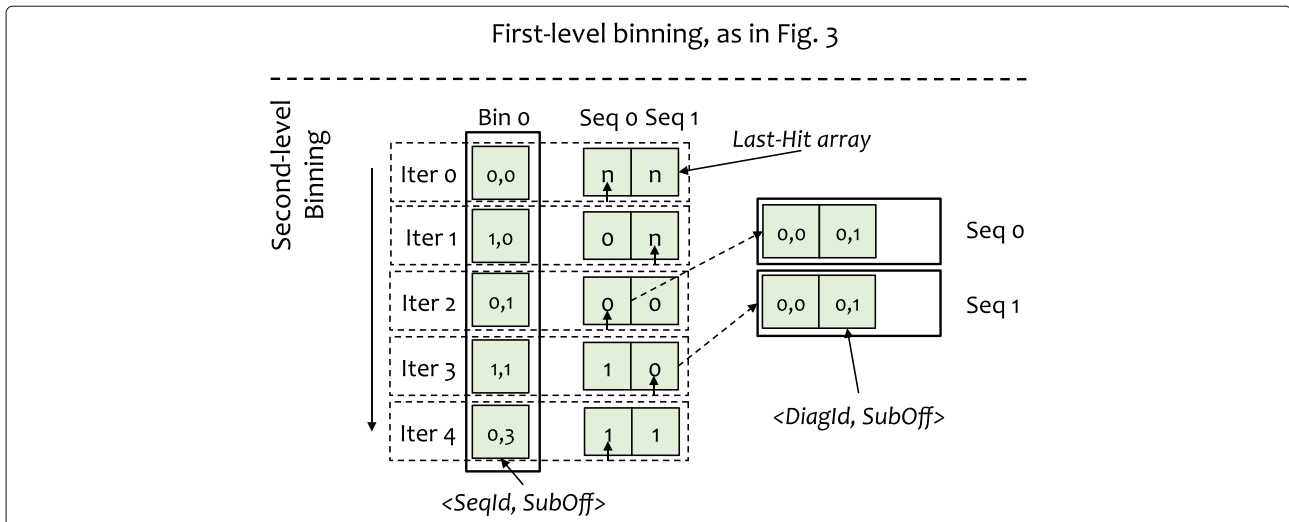 First-level binning, as in Fig. 3
Second-level
Binning
Bin 0
Seq 0 Seq 1
Last-Hit array
Iter 0
0,0
n n
Iter 1
1,0
0 n
Iter 2
0,1
0 0
Iter 3
1,1
1 0
Iter 4
0,3
1 1
0,0 0,1
Seq 0
0,0 0,1
Seq 1
<DiagId, SubOff>
<SeqId, SubOff>